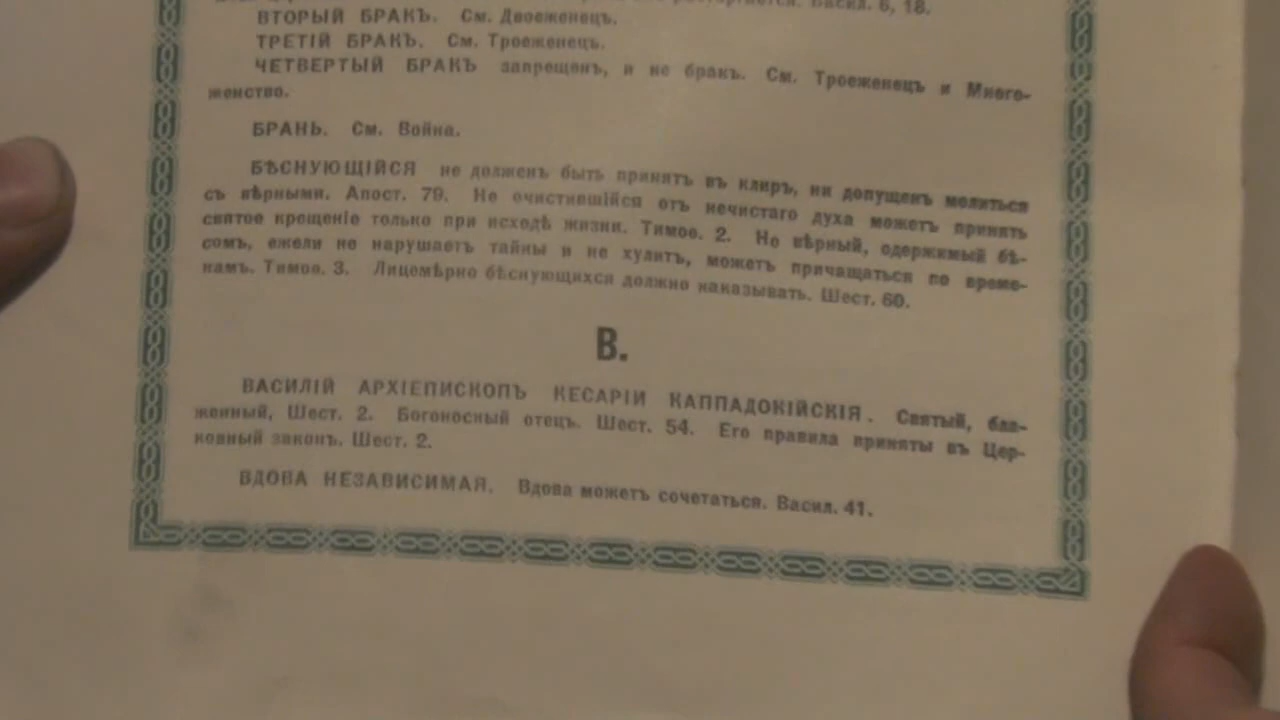 Васил. 6, 18.
ВТОРЫЙ БРАКЪ. См. Двоеженецъ.
ТРЕТІЙ БРАКЪ. См. Троеженецъ.
ЧЕТВЕРТЫЙ БРАКЪ запрещенъ, и не бракъ. См. Троеженецъ и Много-
женство.
БРАНЬ. См. Война.
БѢСНУЮЩІЙСЯ не долженъ быть принятъ въ клиръ, ни допущенъ молиться
съ вѣрными. Апост. 79. Не очистившійся отъ нечистаго духа можетъ принять
святое крещеніе только при исходѣ жизни. Тимоѳ. 2. Но вѣрный, одержимый бѣ-
сомъ, ежели не нарушаетъ тайны и не хулитъ, можетъ причащаться по време-
намъ. Тимоѳ. 3. Лицемѣрно бѣснующихся должно наказывать. Шест. 60.
В.
ВАСИЛІЙ АРХІЕПИСКОПЪ КЕСАРІИ КАППАДОКІЙСКІЯ. Святый, бла-
женный, Шест. 2. Богоносный отецъ. Шест. 54. Его правила приняты въ Цер-
ковный законъ. Шест. 2.
ВДОВА НЕЗАВИСИМАЯ. Вдова можетъ сочетаться. Васил. 41.